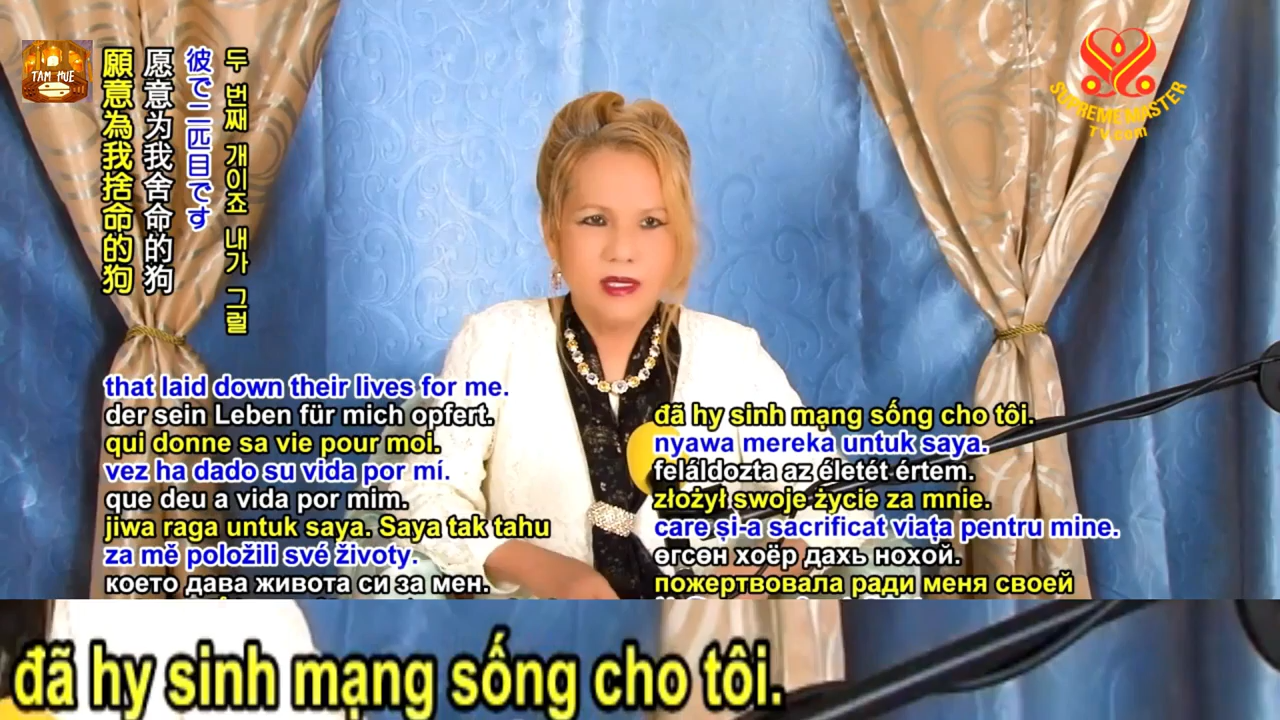 TAM HUE
SUPREME MASTER
TV.com
두 번째 개이죠 내가 그럴
彼で二匹目です
愿意为我舍命的狗
願意為我捨命的狗
that laid down their lives for me.
der sein Leben für mich opfert.
qui donne sa vie pour moi.
vez ha dado su vida por mí.
que deu a vida por mim.
jiwa raga untuk saya. Saya tak tahu
za mě položili své životy.
което дава живота си за мен.
đã hy sinh mạng sống cho tôi.
nyawa mereka untuk saya.
feláldozta az életét értem.
złożył swoje życie za mnie.
care și-a sacrificat viața pentru mine.
өгсөн хоёр дахь нохой.
пожертвовала ради меня своей
đã hy sinh mạng sống cho tôi.